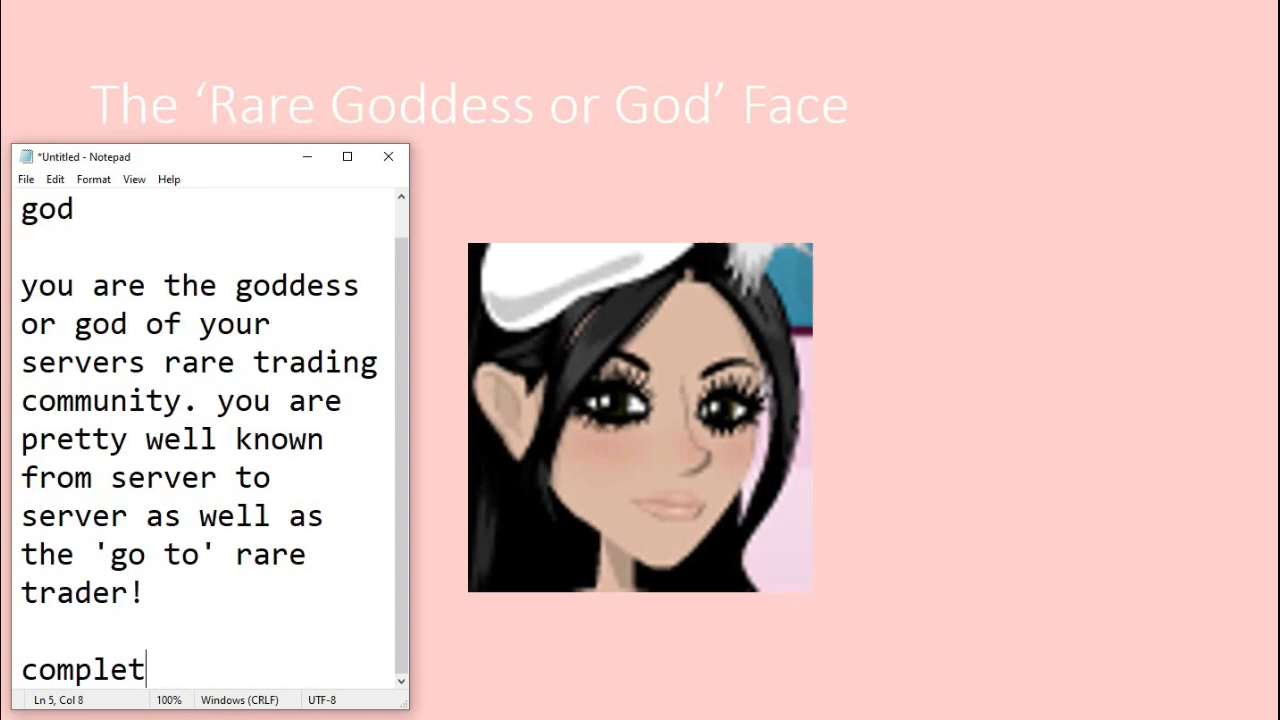 The ‘Rare Goddess or God’ Face
*Untitled - Notepad
File Edit Format View Help
god
you are the goddess
or god of your
servers rare trading
community. you are
pretty well known
from server to
server as well as
the 'go to' rare
trader!
complet
Ln 5, Col 8 100% Windows (CRLF) UTF-8